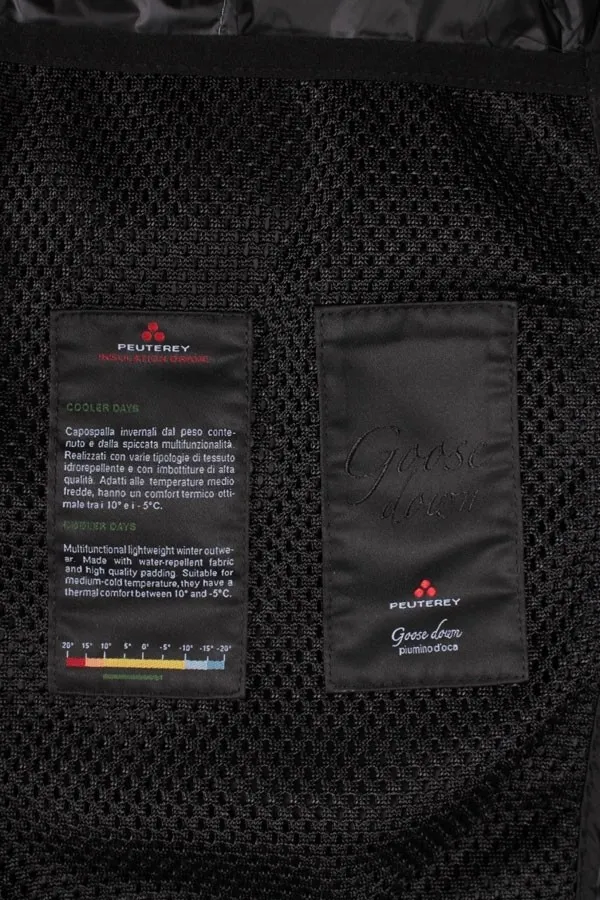 PEUTEREY
COOLER DAYS
Capospalla invernali dal peso conte-
nuto e dalla spiccata multifunzionalità.
Realizzati con varie tipologie di tessuto
idrorepellente e con imbottiture di alta
qualità. Adatti alle temperature medio
fredde, hanno un comfort termico otti-
male tra i 10° e i - 5°C.
COOLER DAYS
Multifunctional lightweight winter outwe-
ar. Made with water-repellent fabric
and high quality padding. Suitable for
medium-cold temperature, they have a
thermal comfort between 10° and -5°C.
20° 15° 10° 5° 0° -5° -10° -15° -20°
Goose
down
PEUTEREY
Goose down
piumino d'oca